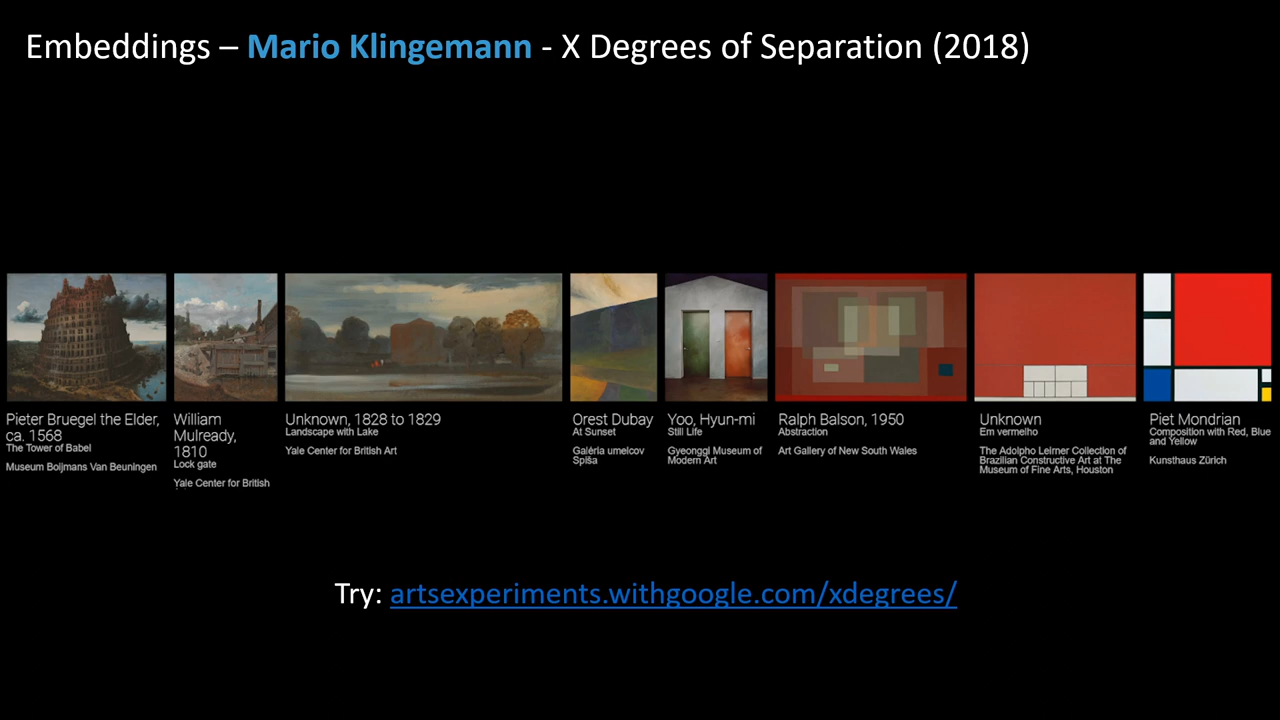 Embeddings – Mario Klingemann - X Degrees of Separation (2018)
Pieter Bruegel the Elder,
ca. 1568
The Tower of Babel
Museum Boijmans Van Beuningen
William
Mulready,
1810
Lock gate
Yale Center for British
Unknown, 1828 to 1829
Landscape with Lake
Yale Center for British Art
Orest Dubay
At Sunset
Galéria umelcov
Spiša
Yoo, Hyun-mi
Still Life
Gyeonggi Museum of
Modern Art
Ralph Balson, 1950
Abstraction
Art Gallery of New South Wales
Unknown
Em vermelho
The Adolpho Leirner Collection of
Brazilian Constructive Art at The
Museum of Fine Arts, Houston
Piet Mondrian
Composition with Red, Blue
and Yellow
Kunsthaus Zürich
Try: artsexperiments.withgoogle.com/xdegrees/